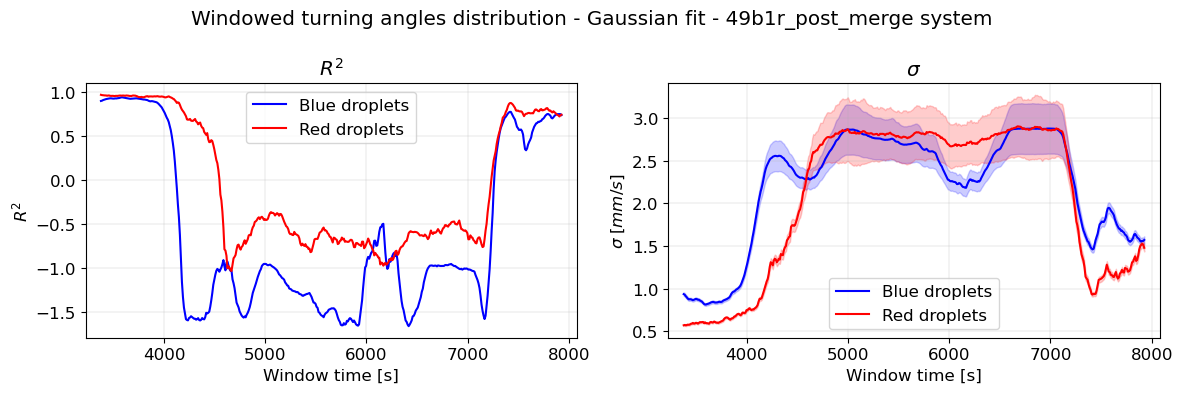 Windowed turning angles distribution - Gaussian fit - 49b1r_post_merge system
R²
Blue droplets
Red droplets
1.0
0.5
0.0
−0.5
−1.0
−1.5
R²
4000 5000 6000 7000 8000
Window time [s]
σ
3.0
2.5
2.0
1.5
1.0
0.5
σ [mm/s]
Blue droplets
Red droplets
4000 5000 6000 7000 8000
Window time [s]